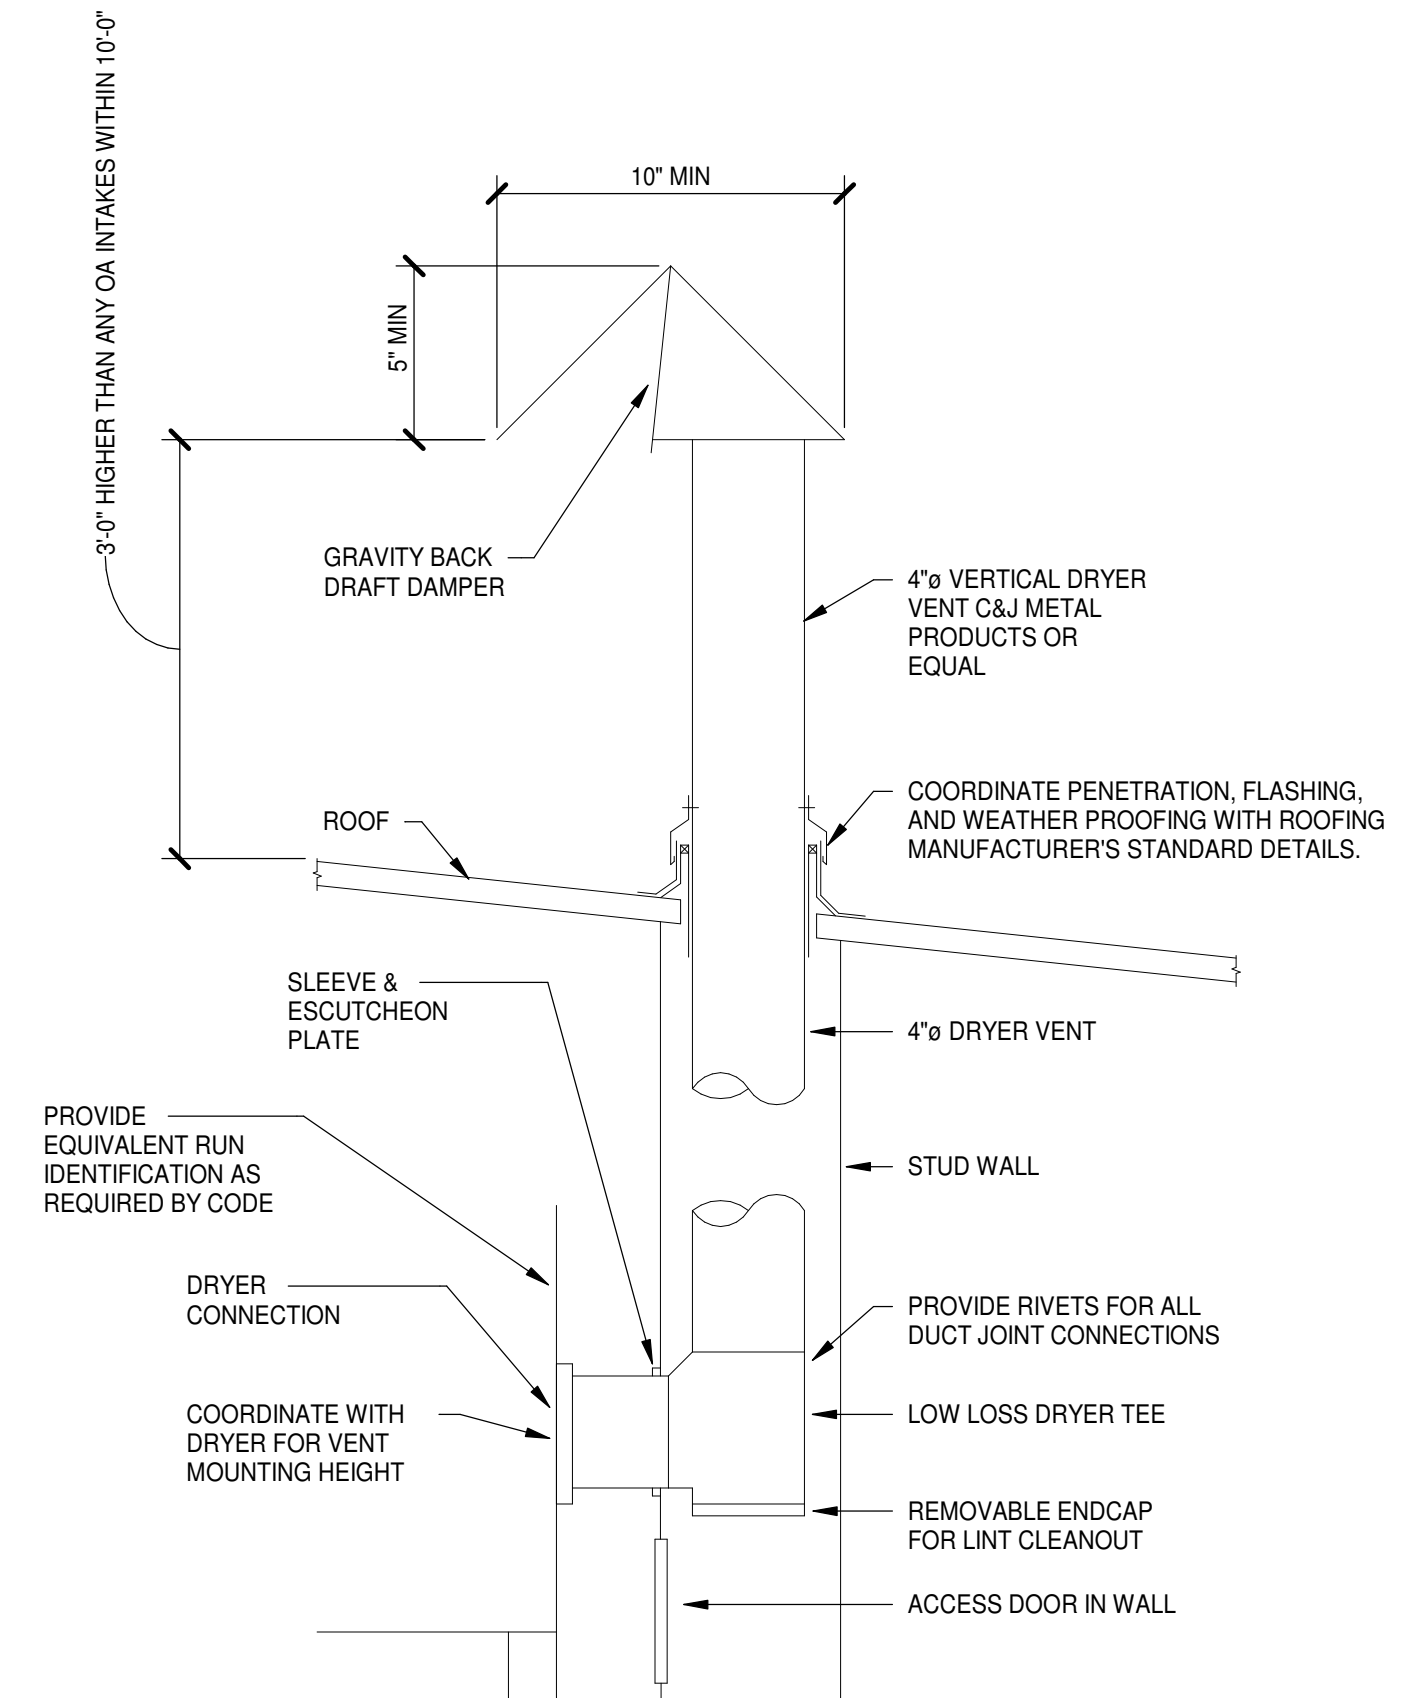 3'-0" HIGHER THAN ANY OA INTAKES WITHIN 10'-0"
10" MIN
5" MIN
GRAVITY BACK
DRAFT DAMPER
4"ø VERTICAL DRYER
VENT C&J METAL
PRODUCTS OR
EQUAL
ROOF
COORDINATE PENETRATION, FLASHING,
AND WEATHER PROOFING WITH ROOFING
MANUFACTURER'S STANDARD DETAILS.
SLEEVE &
ESCUTCHEON
PLATE
4"ø DRYER VENT
PROVIDE
EQUIVALENT RUN
IDENTIFICATION AS
REQUIRED BY CODE
STUD WALL
DRYER
CONNECTION
PROVIDE RIVETS FOR ALL
DUCT JOINT CONNECTIONS
COORDINATE WITH
DRYER FOR VENT
MOUNTING HEIGHT
LOW LOSS DRYER TEE
REMOVABLE ENDCAP
FOR LINT CLEANOUT
ACCESS DOOR IN WALL